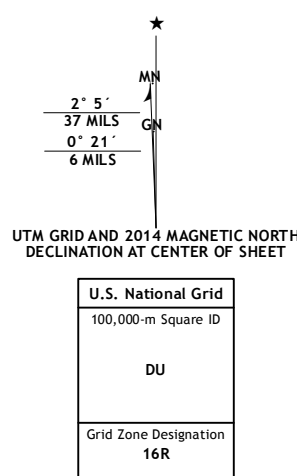 MN
2° 5´
37 MILS
GN
0° 21´
6 MILS
UTM GRID AND 2014 MAGNETIC NORTH
DECLINATION AT CENTER OF SHEET
U.S. National Grid
100,000-m Square ID
DU
Grid Zone Designation
16R